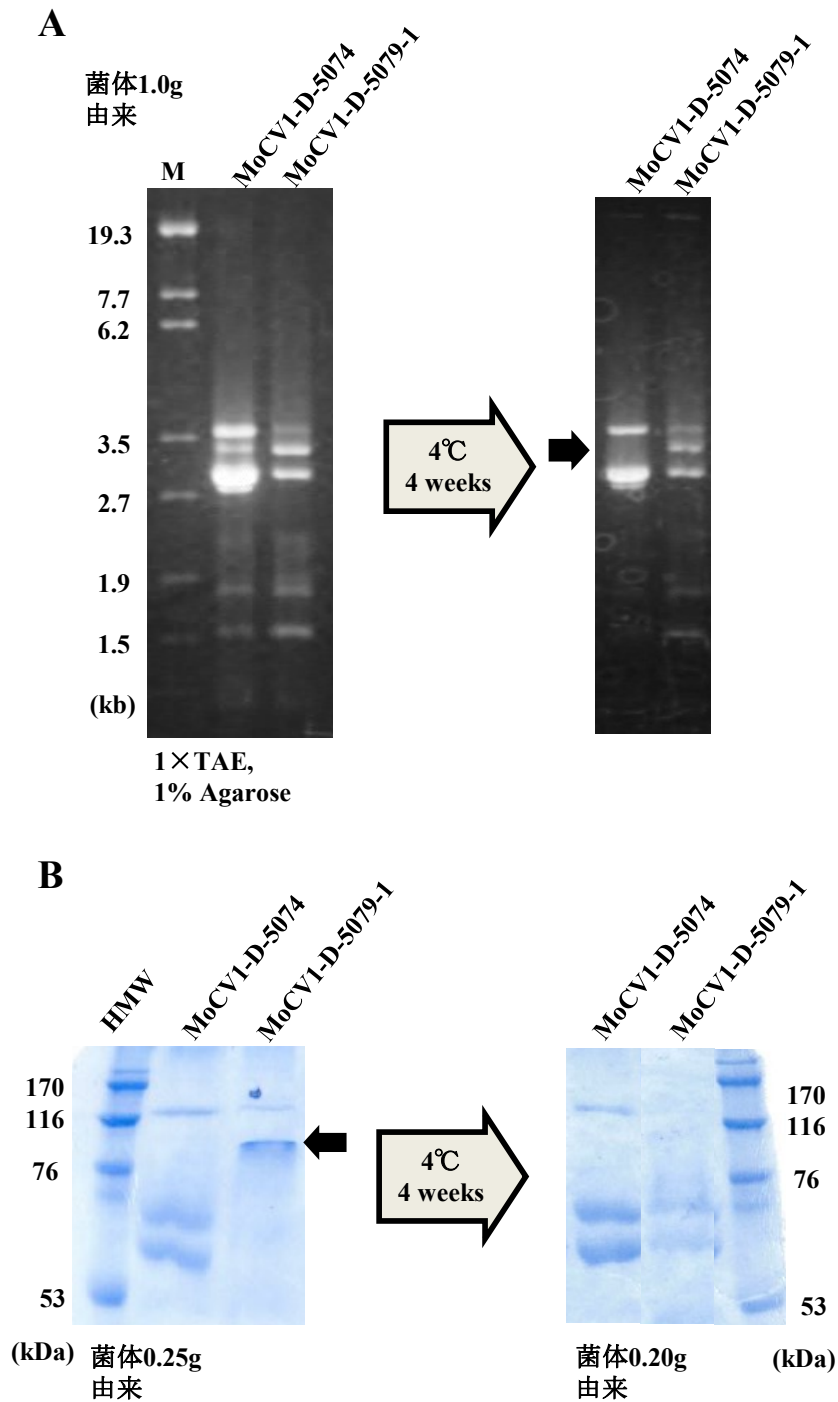 A
菌体1.0g
由来
M
MoCV1-D-5074
MoCV1-D-5079-1
19.3
7.7
6.2
3.5
2.7
1.9
1.5
(kb)
1×TAE,
1% Agarose
4℃
4 weeks
MoCV1-D-5074
MoCV1-D-5079-1
B
HMW
MoCV1-D-5074
MoCV1-D-5079-1
170
116
76
53
(kDa)
菌体0.25g
由来
4℃
4 weeks
MoCV1-D-5074
MoCV1-D-5079-1
170
116
76
53
(kDa)
菌体0.20g
由来